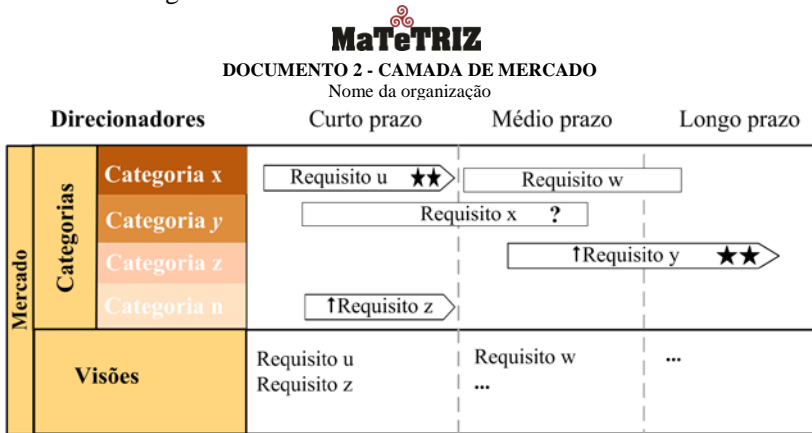 MaTeTRIZ
DOCUMENTO 2 - CAMADA DE MERCADO
Nome da organização
Direcionadores Curto prazo Médio prazo Longo prazo
Mercado
Categorias
Categoria x
Requisito u ★★
Requisito w
Categoria y
Requisito x ?
Categoria z
↑Requisito y ★★
Categoria n
↑Requisito z
Visões
Requisito u
Requisito z
Requisito w
...
...